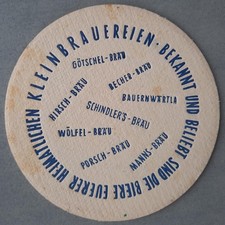 BEKANNT UND BELIEBT SIND DIE BIERE EUERER HEIMATLICHEN KLEINBRAUEREIEN:
GÖTSCHEL-BRÄU
BECHER-BRÄU
HIRSCH-BRÄU
BAUERNWÄRTLA
SCHINDLER'S-BRÄU
WÖLFEL-BRÄU
PORSCH-BRÄU
MANNS-BRÄU